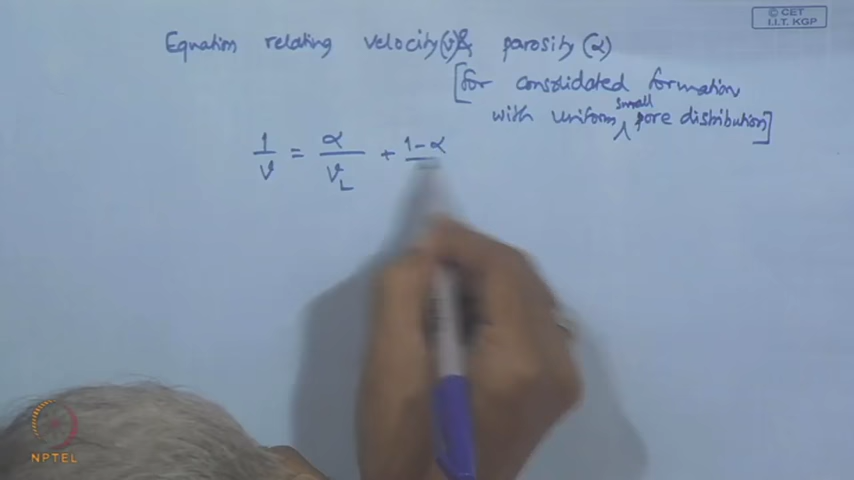 © CET
I.I.T. KGP
Equation relating velocity (v) & porosity (α)
[for consolidated formation
with uniform small pore distribution]
1/v = α/v_L + 1-α/
NPTEL